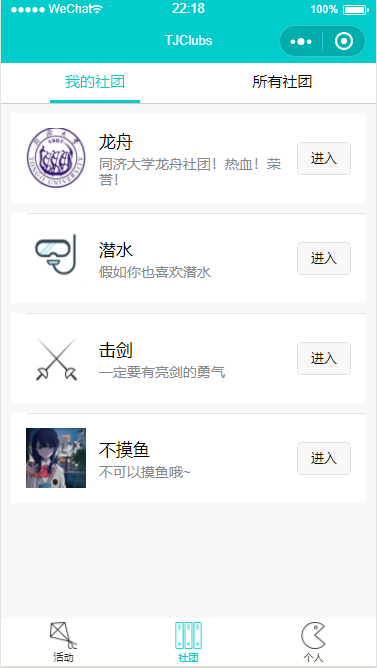 WeChat 22:18 100%
TJClubs
我的社团 所有社团
龙舟
同济大学龙舟社团！热血！荣
誉！
进入
潜水
假如你也喜欢潜水
进入
击剑
一定要有亮剑的勇气
进入
不摸鱼
不可以摸鱼哦~
进入
活动 社团 个人